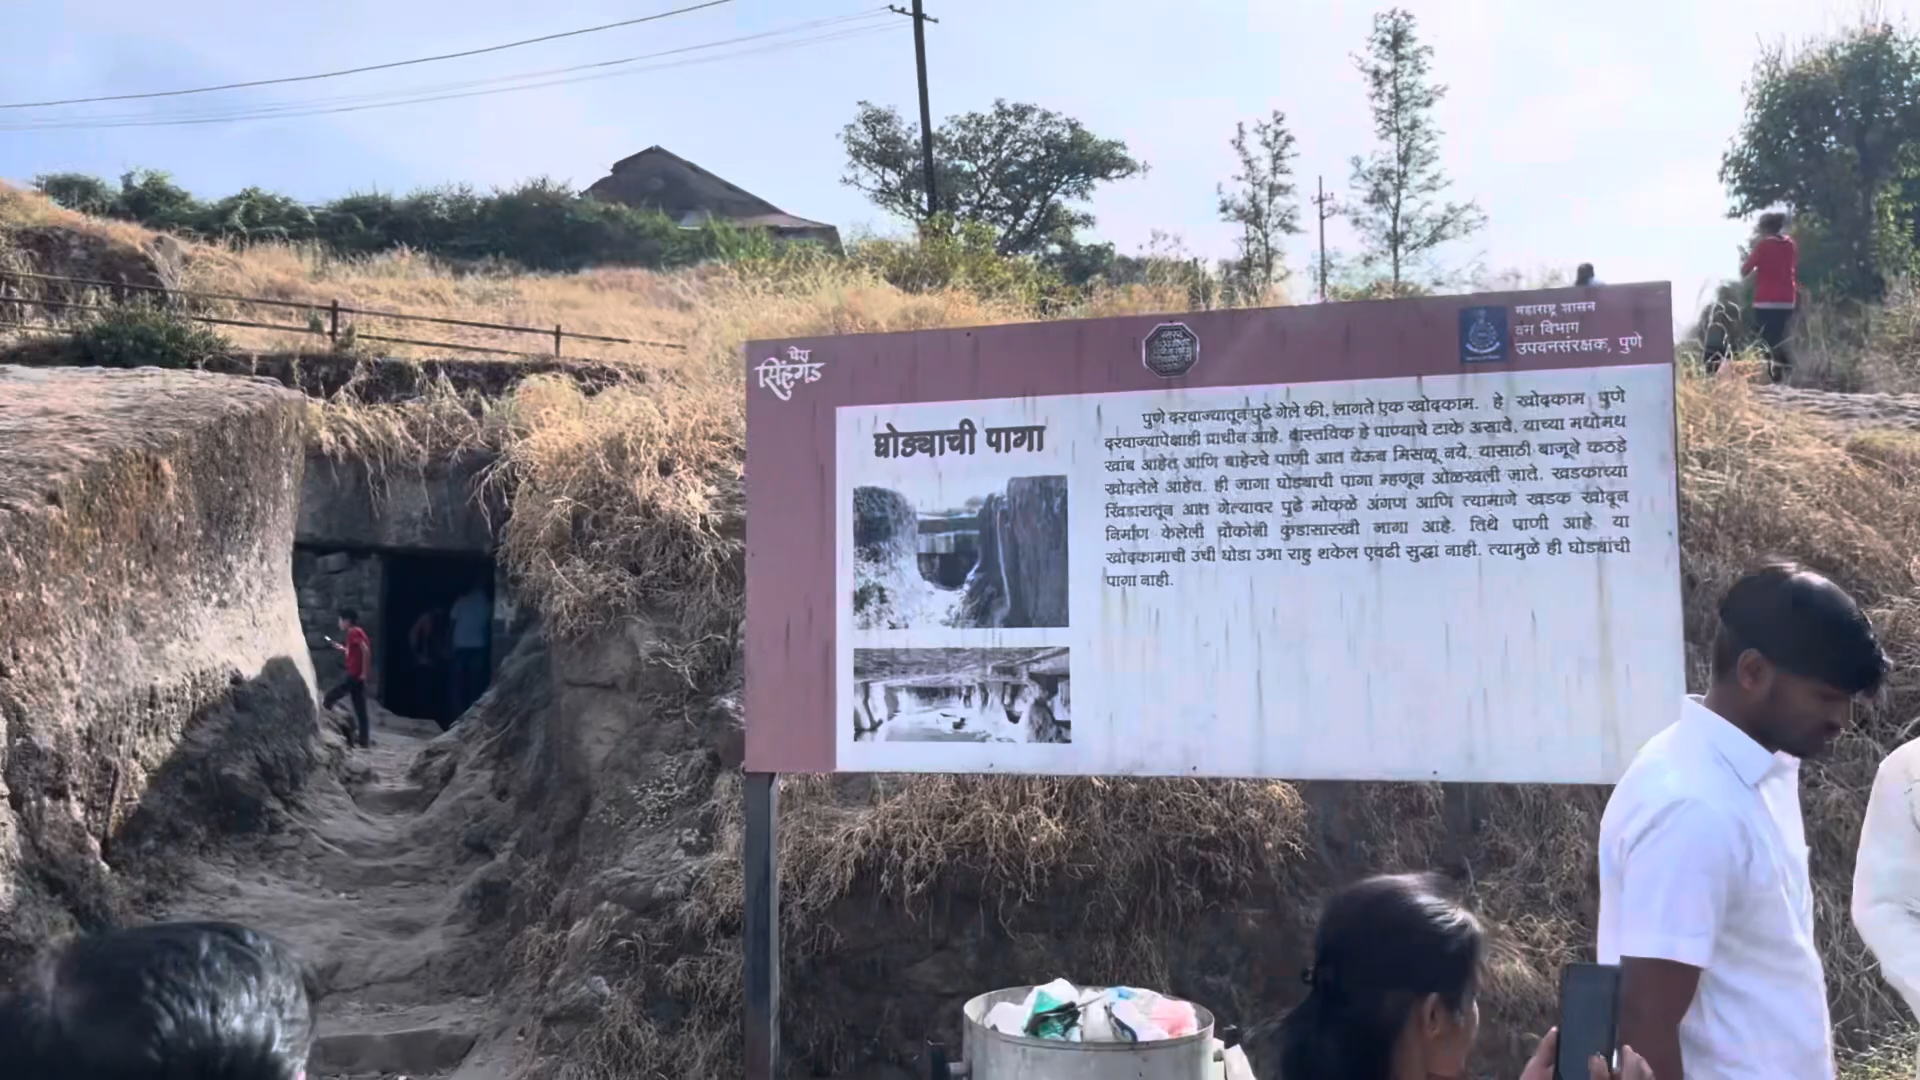 घेरा
सिंहगड
महाराष्ट्र शासन
वन विभाग
उपवनसंरक्षक, पुणे
घोड्याची पागा
पुणे दरवाज्यातून पुढे गेले की, लागते एक खोदकाम. हे खोदकाम पुणे
दरवाज्यापेक्षाही प्राचीन आहे. वास्तविक हे पाण्याचे टाके असावे, याच्या मधोमध
खांब आहेत आणि बाहेरचे पाणी आत येऊन मिसळू नये, यासाठी बाजूने कठडे
खोदलेले आहेत. ही जागा घोड्याची पागा म्हणून ओळखली जाते. खडकाच्या
खिंडारातून आत गेल्यावर पुढे मोकळे अंगण आणि त्यामागे खडक खोदून
निर्माण केलेली चौकोनी कुंडासारखी जागा आहे. तिथे पाणी आहे या
खोदकामाची उंची घोडा उभा राहु शकेल एवढी सुद्धा नाही. त्यामुळे ही घोड्यांची
पागा नाही.